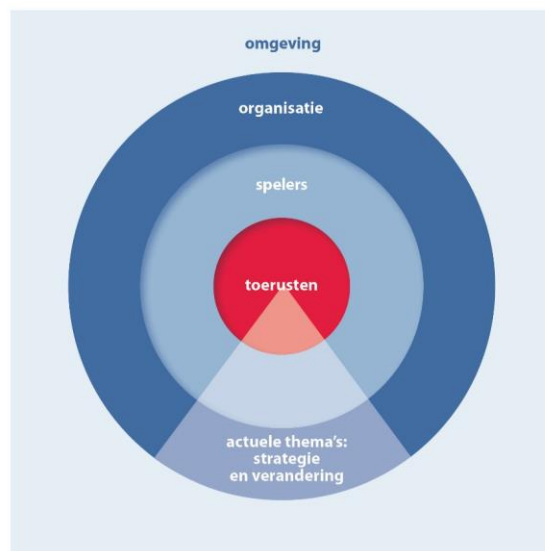 omgeving
organisatie
spelers
toerusten
actuele thema's:
strategie
en verandering